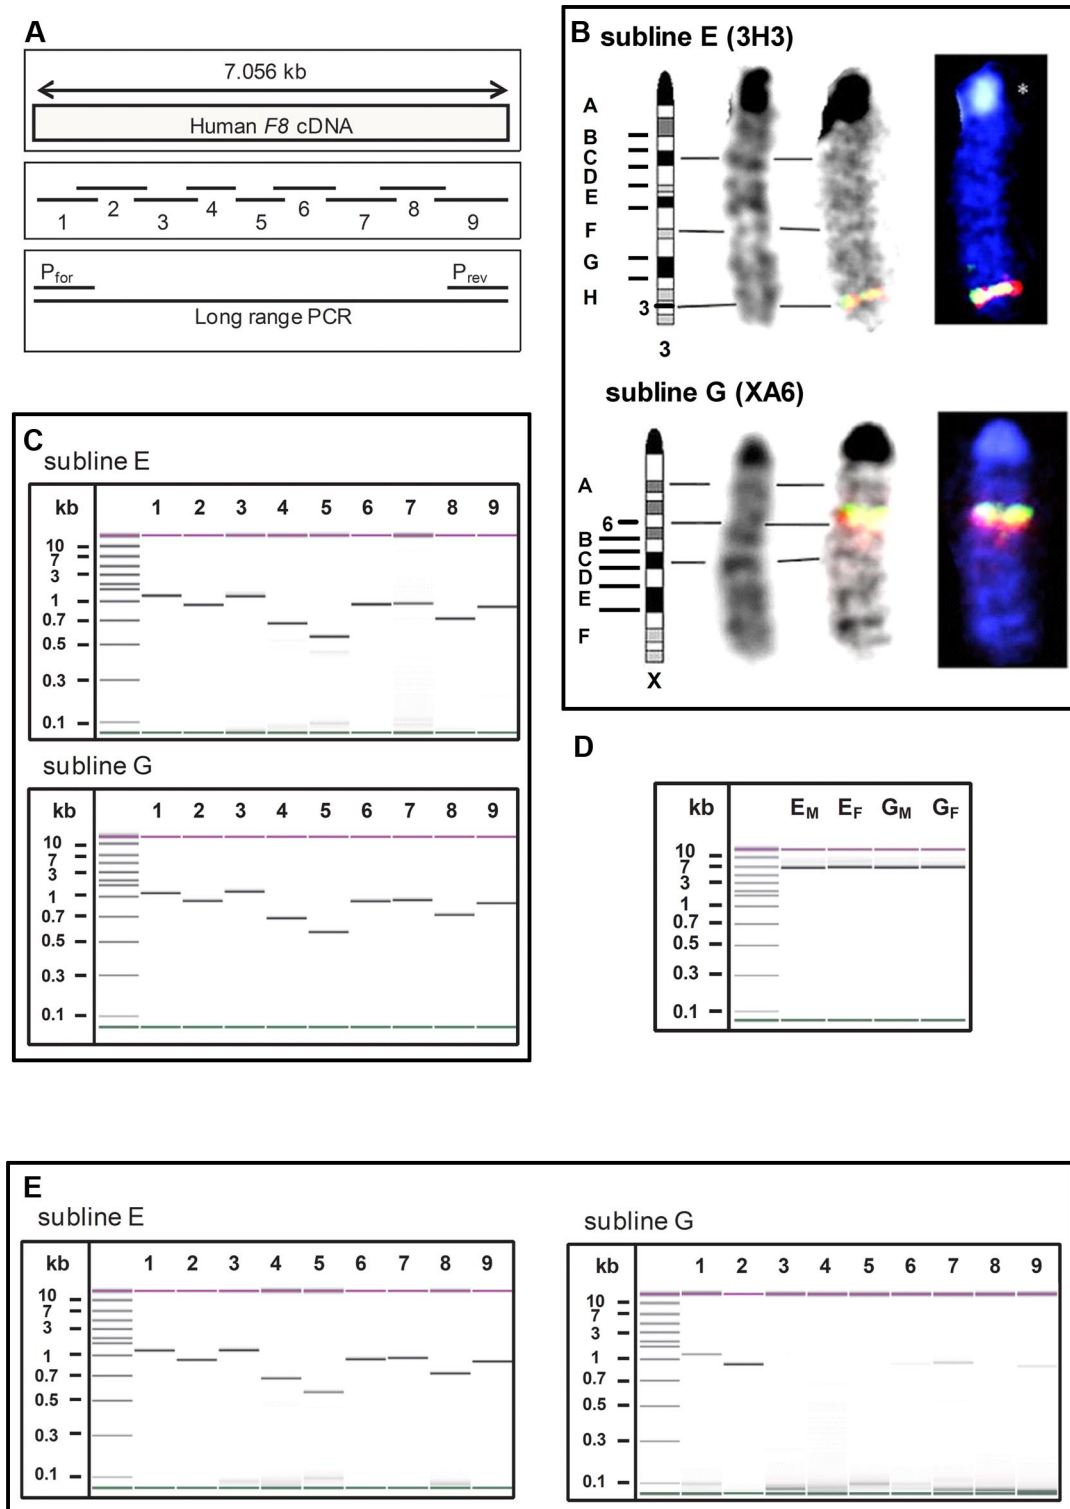 A
7.056 kb
Human F8 cDNA
1 2 3 4 5 6 7 8 9
Pfor Prev
Long range PCR
B subline E (3H3)
A
B
C
D
E
F
G
H
3
3
*
subline G (XA6)
A
6
B
C
D
E
F
X
C
subline E
kb 1 2 3 4 5 6 7 8 9
10
7
3
1
0.7
0.5
0.3
0.1
subline G
kb 1 2 3 4 5 6 7 8 9
10
7
3
1
0.7
0.5
0.3
0.1
D
kb EM EF GM GF
10
7
3
1
0.7
0.5
0.3
0.1
E
subline E
kb 1 2 3 4 5 6 7 8 9
10
7
3
1
0.7
0.5
0.3
0.1
subline G
kb 1 2 3 4 5 6 7 8 9
10
7
3
1
0.7
0.5
0.3
0.1